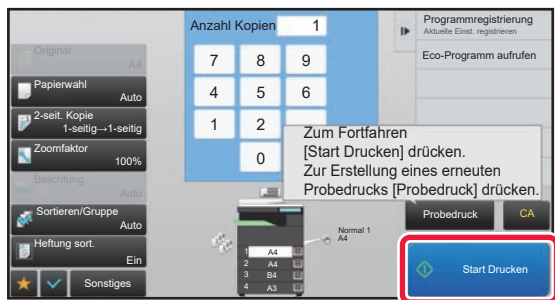 Anzahl Kopien 1
Programmregistrierung
Aktuelle Einst. registrieren
Eco-Programm aufrufen
Original
A4
Papierwahl
Auto
2-seit. Kopie
1-seitig→1-seitig
Zoomfaktor
100%
Belichtung
Auto
Sortieren/Gruppe
Auto
Heftung sort.
Ein
Sonstiges
7 8 9
4 5 6
1 2
0
Zum Fortfahren
[Start Drucken] drücken.
Zur Erstellung eines erneuten
Probedrucks [Probedruck] drücken.
Normal 1
A4
1 A4
2 A4
3 B4
4 A3
Probedruck
CA
Start Drucken